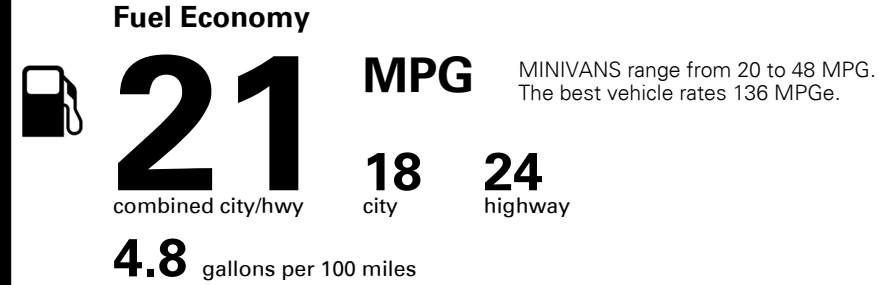 Fuel Economy
21 MPG
MINIVANS range from 20 to 48 MPG.
The best vehicle rates 136 MPGe.
18 24
combined city/hwy city highway
4.8 gallons per 100 miles